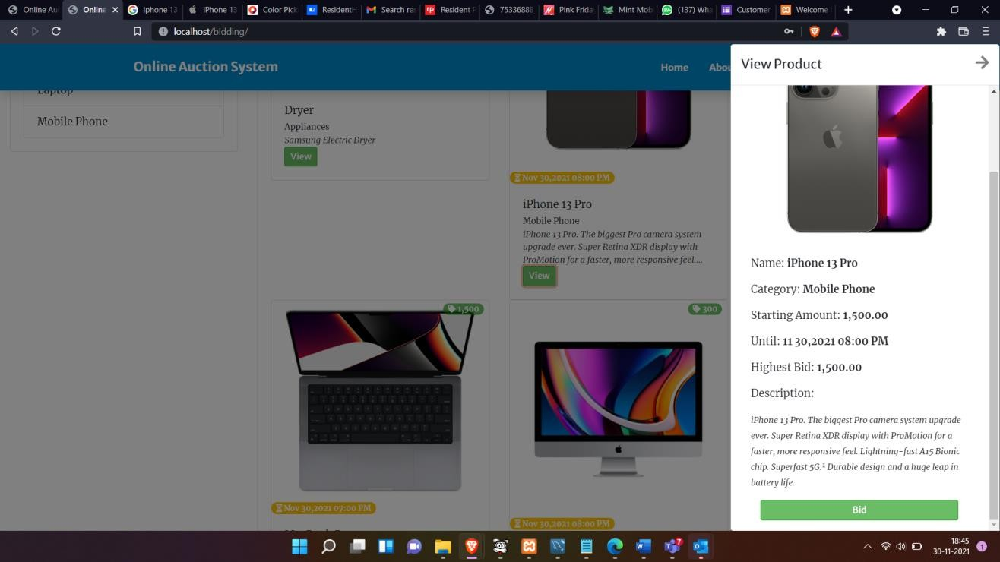 Online Au
Online
iphone 13
iPhone 13
Color Pick
ResidentH
Search res
Resident P
75336888
Pink Frida
Mint Mob
(137) Wha
Customer
Welcome
localhost/bidding/
Online Auction System
Home
Abou
View Product
Laptop
Mobile Phone
Dryer
Appliances
Samsung Electric Dryer
View
Nov 30,2021 08:00 PM
iPhone 13 Pro
Mobile Phone
iPhone 13 Pro. The biggest Pro camera system
upgrade ever. Super Retina XDR display with
ProMotion for a faster, more responsive feel....
View
1,500
300
Nov 30,2021 07:00 PM
Nov 30,2021 08:00 PM
Name: iPhone 13 Pro
Category: Mobile Phone
Starting Amount: 1,500.00
Until: 11 30,2021 08:00 PM
Highest Bid: 1,500.00
Description:
iPhone 13 Pro. The biggest Pro camera system upgrade
ever. Super Retina XDR display with ProMotion for a
faster, more responsive feel. Lightning-fast A15 Bionic
chip. Superfast 5G.¹ Durable design and a huge leap in
battery life.
Bid
7
18:45
30-11-2021
1